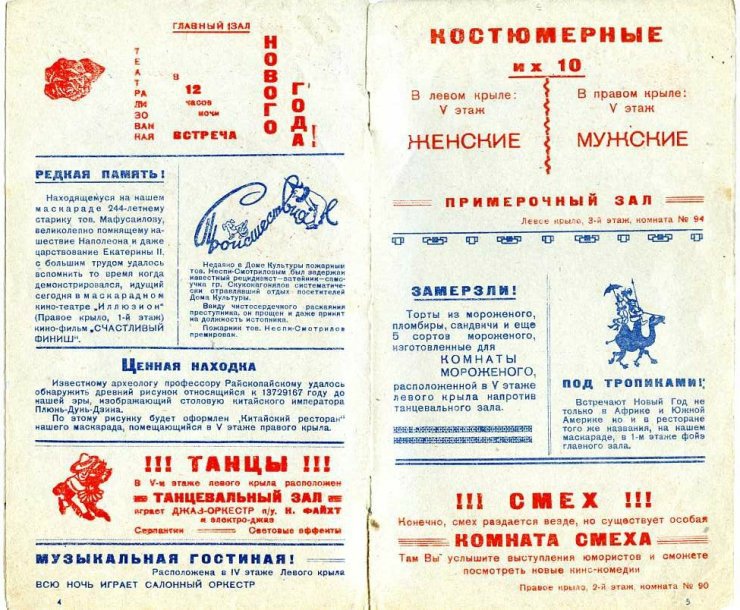 ГЛАВНЫЙ ЗАЛ
ТЕАТРАЛИЗОВАННАЯ
В
12
ЧАСОВ
НОЧИ
ВСТРЕЧА
НОВОГО
ГОДА!
РЕДКАЯ ПАМЯТЬ!
Находящемуся на нашем
маскараде 244-летнему
старику тов. Мафусаилову,
великолепно помнящему на-
шествие Наполеона и даже
царствование Екатерины II,
с большим трудом удалось
вспомнить то время когда
демонстрировался, идущий
сегодня в маскарадном
кино-театре „Иллюзион"
(Правое крыло, 1-й этаж)
кино-фильм „СЧАСТЛИВЫЙ
ФИНИШ".
Происшествия
Недавно в Доме Культуры пожарным
тов. Неспи-Смотриловым был задержан
известный рецидивист-затейник-само-
учка гр. Скуконагонялов систематиче-
ски отравлявший отдых посетителей
Дома Культуры.
Ввиду чистосердечного раскаяния
преступника, он прощен и даже принят
на должность истопника.
Пожарник тов. Неспи-Смотрилов
премирован.
Ценная находка
Известному археологу профессору Райскопайскому удалось
обнаружить древний рисунок относящийся к 13729167 году до
нашей эры, изображающий столовую китайского императора
Плюнь-Дунь-Дзина.
По этому рисунку будет оформлен „Китайский ресторан"
нашего маскарада, помещающийся в V этаже правого крыла.
!!! ТАНЦЫ !!!
В V-м этаже левого крыла расположен
ТАНЦЕВАЛЬНЫЙ ЗАЛ
играет ДЖАЗ-ОРКЕСТР п/у. Н. ФАЙХТ
и электро-джаз
Серпантин Световые эффекты
МУЗЫКАЛЬНАЯ ГОСТИНАЯ!
Расположена в IV этаже Левого крыла
ВСЮ НОЧЬ ИГРАЕТ САЛОННЫЙ ОРКЕСТР
4
КОСТЮМЕРНЫЕ
ИХ 10
В левом крыле:
V этаж
ЖЕНСКИЕ
В правом крыле:
V этаж
МУЖСКИЕ
ПРИМЕРОЧНЫЙ ЗАЛ
Левое крыло, 3-й этаж, комната № 94
ЗАМЕРЗЛИ!
Торты из мороженого,
пломбиры, сандвичи и еще
5 сортов мороженого,
изготовленные для
КОМНАТЫ
МОРОЖЕНОГО,
расположенной в V этаже
левого крыла напротив
танцевального зала.
ПОД ТРОПИКАМИ!
Встречают Новый Год не
только в Африке и Южной
Америке но и в ресторане
того же названия, на нашем
маскараде, в 1-м этаже фойэ
главного зала.
!!! СМЕХ !!!
Конечно, смех раздается везде, но существует особая
КОМНАТА СМЕХА
Там Вы услышите выступления юмористов и сможете
посмотреть новые кино-комедии
Правое крыло, 2-й этаж, комната № 90
5